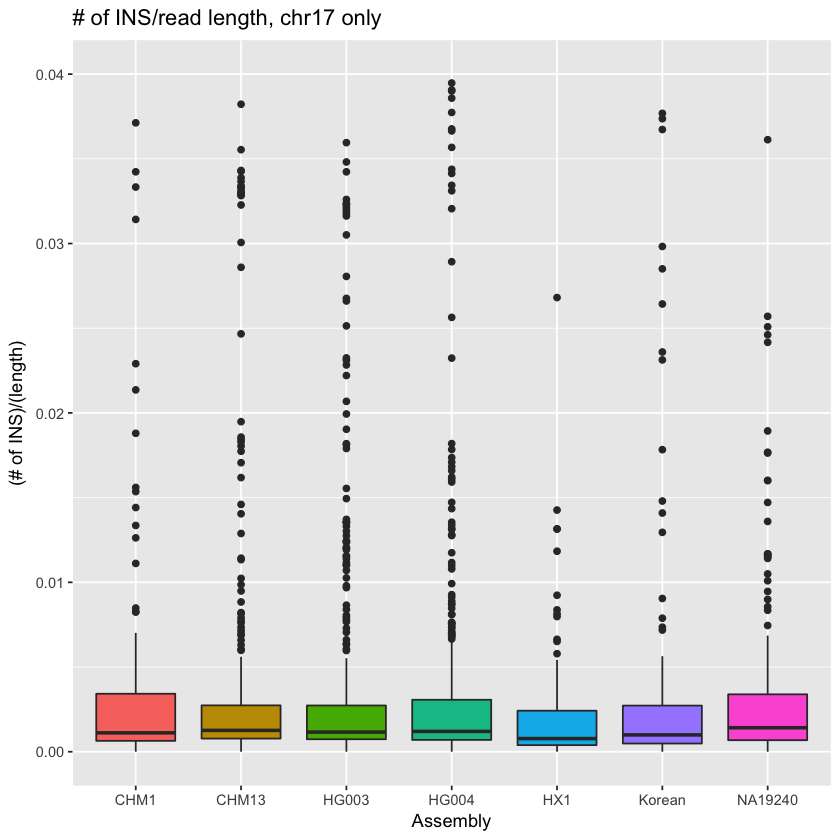 # of INS/read length, chr17 only
0.04
0.03
0.02
0.01
0.00
(# of INS)/(length)
CHM1 CHM13 HG003 HG004 HX1 Korean NA19240
Assembly